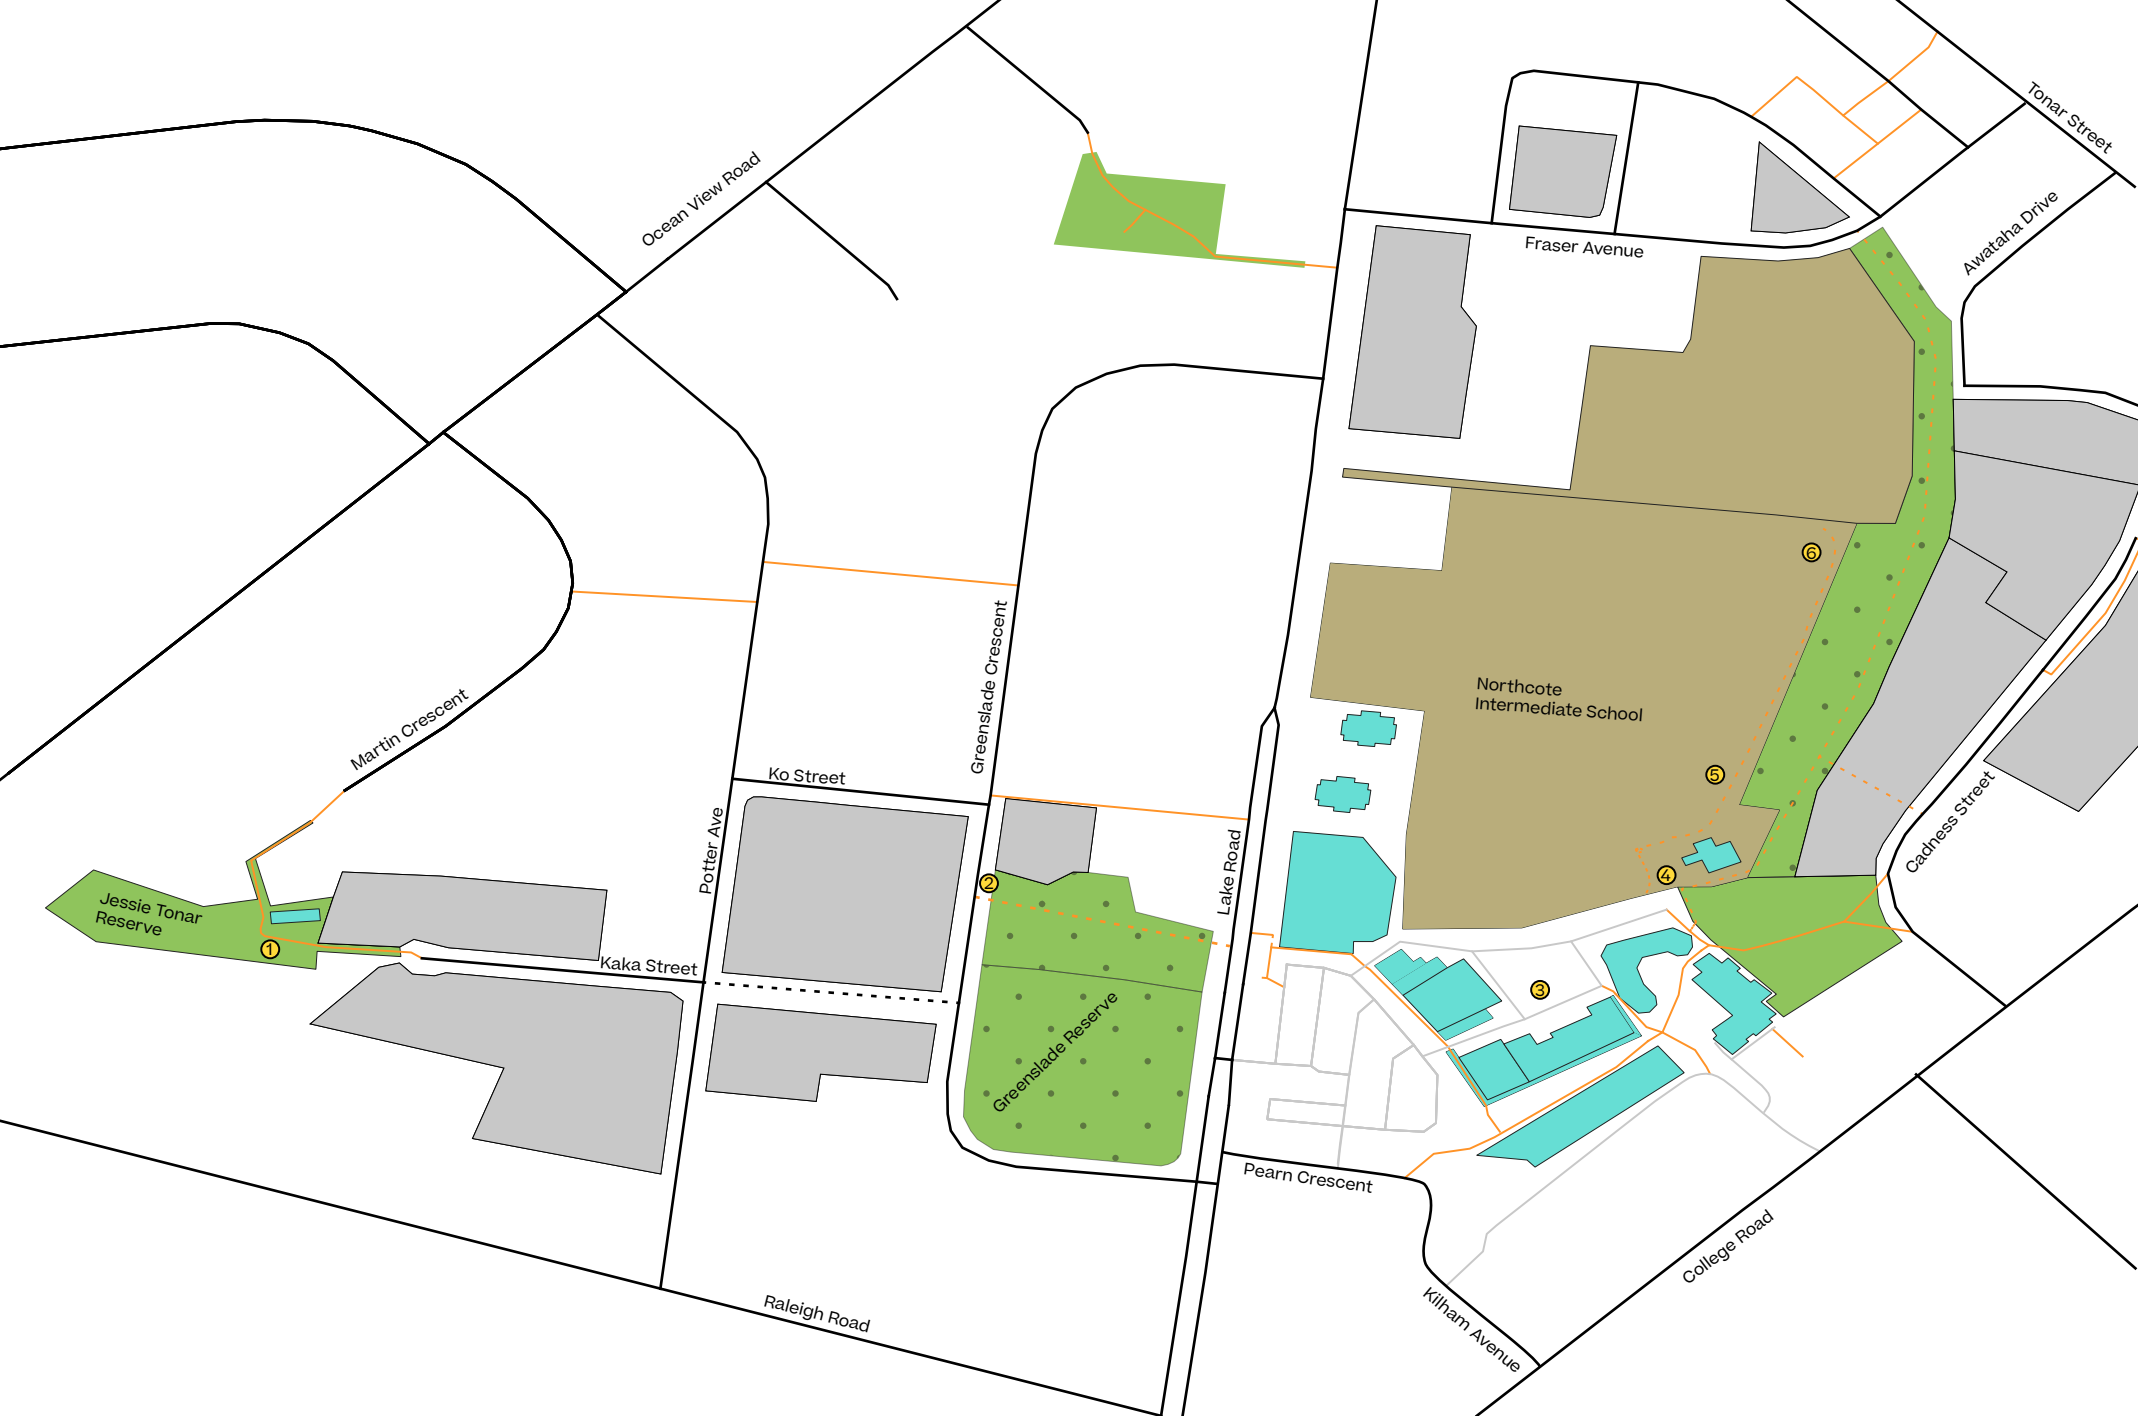 Tonar Street
Ocean View Road
Awataha Drive
Fraser Avenue
6
Greenslade Crescent
Northcote
Intermediate School
Martin Crescent
Ko Street
5
Cadness Street
Potter Ave
Lake Road
4
2
Jessie Tonar
Reserve
1
Kaka Street
3
Greenslade Reserve
Pearn Crescent
College Road
Raleigh Road
Kilham Avenue